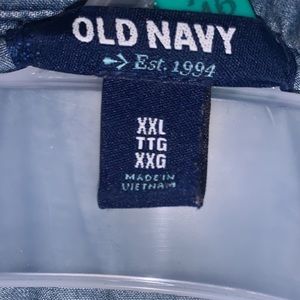 OLD NAVY
Est. 1994
XXL
TTG
XXG
MADE IN
VIETNAM